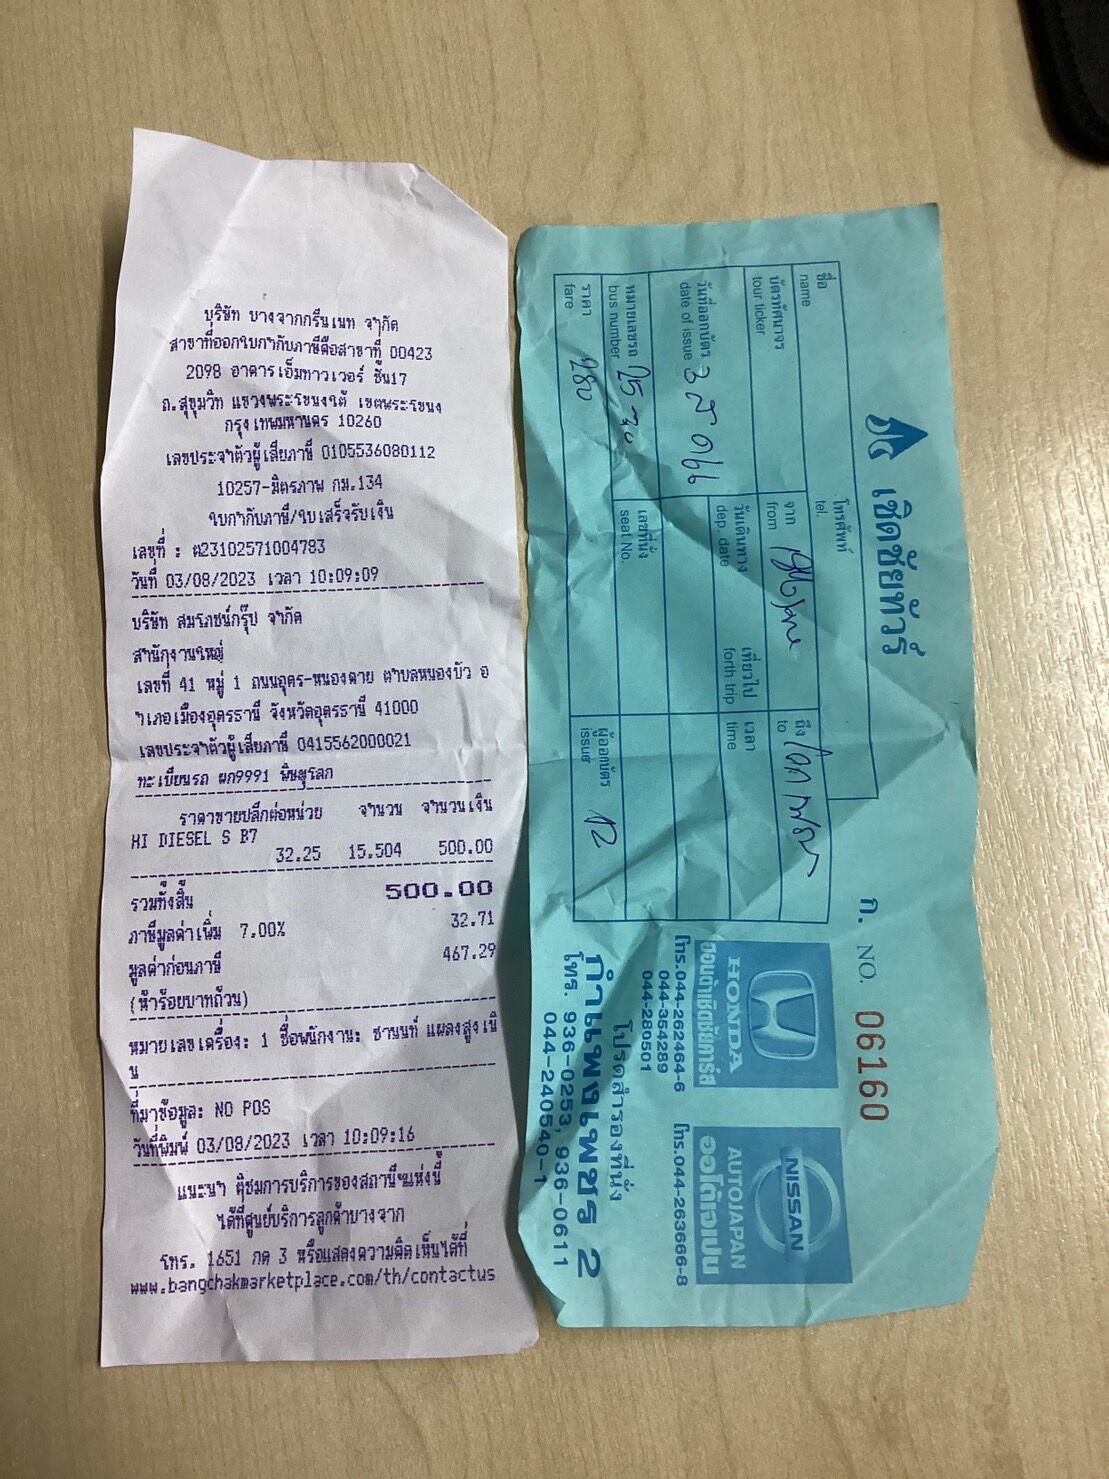 บริษัท บางจากกรีนเนท จำกัด
สาขาที่ออกใบกำกับภาษีคือสาขาที่ 00423
2098 อาคารเอ็มทาวเวอร์ ชั้น17
ถ.สุขุมวิท แขวงพระโขนงใต้ เขตพระโขนง
กรุงเทพมหานคร 10260
เลขประจำตัวผู้เสียภาษี 0105536080112
10257-มิตรภาพ กม.134
ใบกำกับภาษี/ใบเสร็จรับเงิน
เลขที่ : ฅ23102571004783
วันที่ 03/08/2023 เวลา 10:09:09
บริษัท สมโภชน์กรุ๊ป จำกัด
สำนักงานใหญ่
เลขที่ 41 หมู่ 1 ถนนอุดร-หนองคาย ตำบลหนองบัว อ
ำเภอเมืองอุดรธานี จังหวัดอุดรธานี 41000
เลขประจำตัวผู้เสียภาษี 0415562000021
ทะเบียนรถ ผก9991 พิษณุโลก
ราคาขายปลีกต่อหน่วย จำนวน จำนวนเงิน
HI DIESEL S B7
32.25 15.504 500.00
รวมทั้งสิ้น 500.00
ภาษีมูลค่าเพิ่ม 7.00% 32.71
มูลค่าก่อนภาษี 467.29
(ห้าร้อยบาทถ้วน)
หมายเลขเครื่อง: 1 ชื่อพนักงาน: ชานนท์ แผลงสูงเนิ
น
ที่มาข้อมูล: NO POS
วันที่พิมพ์ 03/08/2023 เวลา 10:09:16
แนะนำ ติชมการบริการของสถานีฯแห่งนี้
ได้ที่ศูนย์บริการลูกค้าบางจาก
โทร. 1651 กด 3 หรือแสดงความคิดเห็นได้ที่
www.bangchakmarketplace.com/th/contactus
เชิดชัยทัวร์
ก. NO. 06160
ชื่อ
name
โทรศัพท์
tel.
บัตรทัศนาจร
tour ticker
จาก
from
ถึง
to
วันที่ออกบัตร
date of issue 3 ส.ค 66
วันเดินทาง
dep. date
เที่ยวไป
forth trip
เวลา
time
หมายเลขรถ
bus number 25-30
เลขที่นั่ง
seat No.
ราคา
fare 280
ผู้ออกบัตร
issuer
HONDA
ฮอนด้าเชิดชัยคาร์ส
โทร.044-262464-6
044-354289
044-280501
NISSAN
AUTOJAPAN
ออโต้เจแปน
โทร.044-263666-8
โปรดสำรองที่นั่ง
กำแพงเพชร 2
โทร. 936-0253, 936-0611
044-240540-1